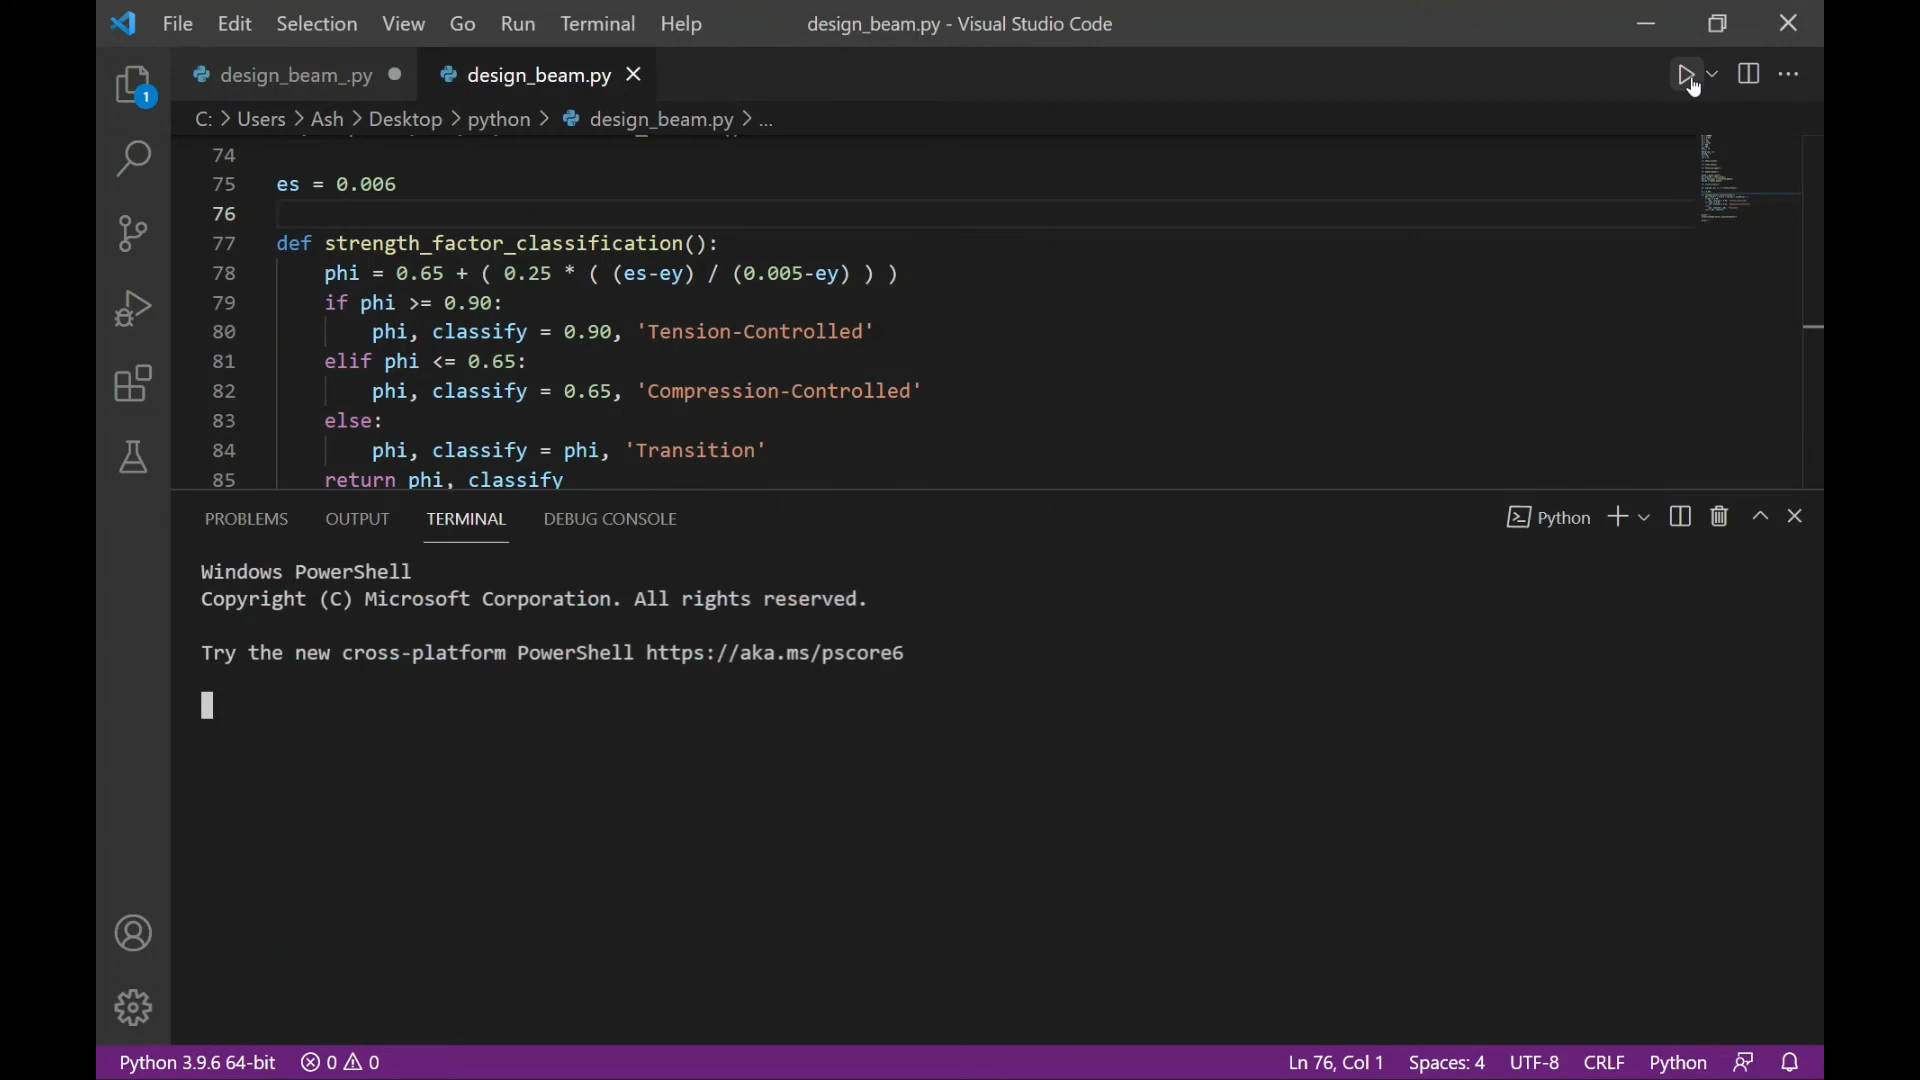 File Edit Selection View Go Run Terminal Help design_beam.py - Visual Studio Code
design_beam_.py design_beam.py
1
C: > Users > Ash > Desktop > python > design_beam.py > ...
74
75 es = 0.006
76
77 def strength_factor_classification():
78 phi = 0.65 + ( 0.25 * ( (es-ey) / (0.005-ey) ) )
79 if phi >= 0.90:
80 phi, classify = 0.90, 'Tension-Controlled'
81 elif phi <= 0.65:
82 phi, classify = 0.65, 'Compression-Controlled'
83 else:
84 phi, classify = phi, 'Transition'
85 return phi, classify
PROBLEMS OUTPUT TERMINAL DEBUG CONSOLE Python
Windows PowerShell
Copyright (C) Microsoft Corporation. All rights reserved.
Try the new cross-platform PowerShell https://aka.ms/pscore6
Python 3.9.6 64-bit 0 0 Ln 76, Col 1 Spaces: 4 UTF-8 CRLF Python